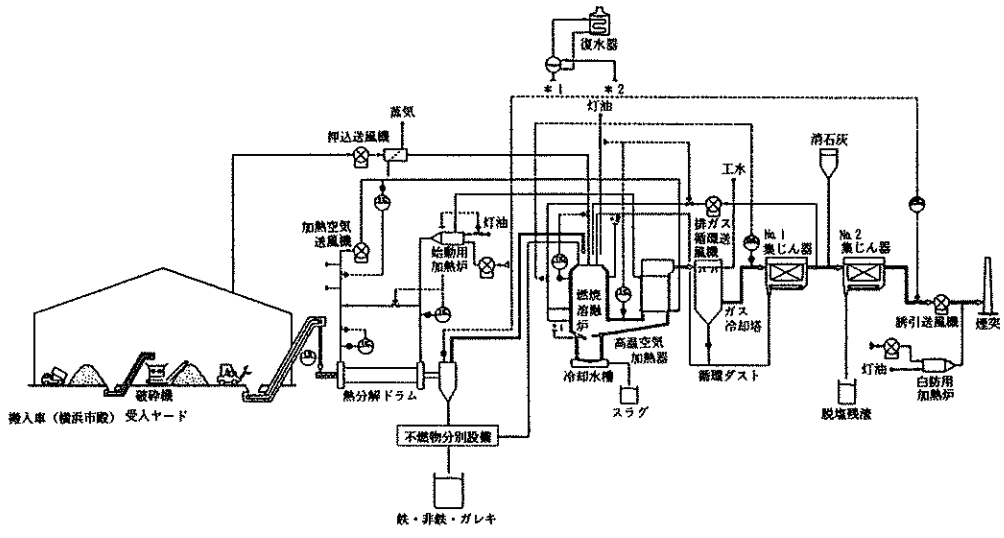 復水器
*1
*2
灯油
蒸気
押込送風機
消石灰
工水
加熱空気
送風機
灯油
始動用
加熱炉
排ガス
循環送
風機
No.1
集じん器
No.2
集じん器
燃焼
溶融
炉
高温空気
加熱器
ガス
冷却塔
誘引送風機
煙突
破砕機
熱分解ドラム
冷却水槽
循環ダスト
灯油
白防用
加熱炉
搬入車(横浜市殿)
受入ヤード
スラグ
脱塩残渣
不燃物分別設備
鉄・非鉄・ガレキ